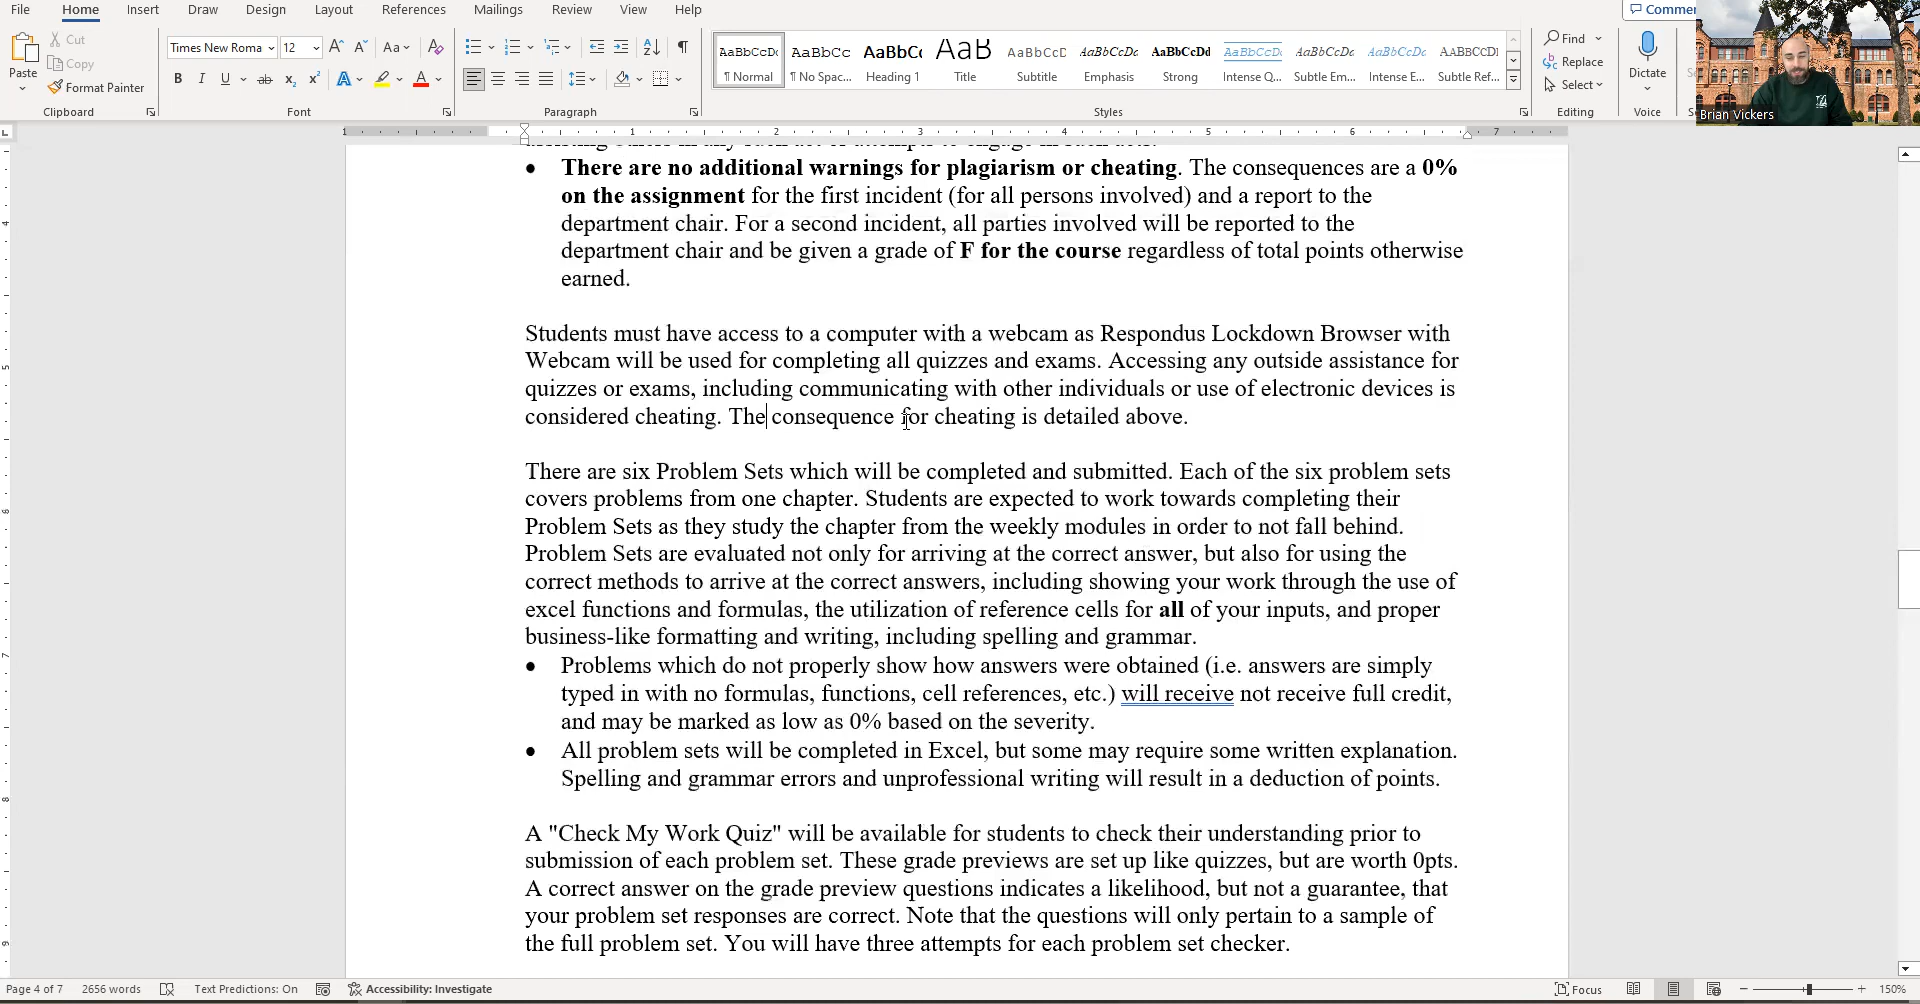 File Home Insert Draw Design Layout References Mailings Review View Help
Comme
Cut
Copy
Format Painter
Paste
Times New Roma 12 Aa
B I U ab x₂ x² A A
AaBbCcDc AaBbCc AaBbCc AaB AaBbCcD AaBbCcDc AaBbCcDd AaBbCcDc AaBbCcDc AaBbCcDc AABBCCDI
¶ Normal ¶ No Spac... Heading 1 Title Subtitle Emphasis Strong Intense Q... Subtle Em... Intense E... Subtle Ref...
Find
Replace
Select
Dictate
Clipboard Font Paragraph Styles Editing Voice
Brian Vickers
1 1 2 3 4 5 6 7
• There are no additional warnings for plagiarism or cheating. The consequences are a 0%
on the assignment for the first incident (for all persons involved) and a report to the
department chair. For a second incident, all parties involved will be reported to the
department chair and be given a grade of F for the course regardless of total points otherwise
earned.
Students must have access to a computer with a webcam as Respondus Lockdown Browser with
Webcam will be used for completing all quizzes and exams. Accessing any outside assistance for
quizzes or exams, including communicating with other individuals or use of electronic devices is
considered cheating. The consequence for cheating is detailed above.
There are six Problem Sets which will be completed and submitted. Each of the six problem sets
covers problems from one chapter. Students are expected to work towards completing their
Problem Sets as they study the chapter from the weekly modules in order to not fall behind.
Problem Sets are evaluated not only for arriving at the correct answer, but also for using the
correct methods to arrive at the correct answers, including showing your work through the use of
excel functions and formulas, the utilization of reference cells for all of your inputs, and proper
business-like formatting and writing, including spelling and grammar.
• Problems which do not properly show how answers were obtained (i.e. answers are simply
typed in with no formulas, functions, cell references, etc.) will receive not receive full credit,
and may be marked as low as 0% based on the severity.
• All problem sets will be completed in Excel, but some may require some written explanation.
Spelling and grammar errors and unprofessional writing will result in a deduction of points.
A "Check My Work Quiz" will be available for students to check their understanding prior to
submission of each problem set. These grade previews are set up like quizzes, but are worth 0pts.
A correct answer on the grade preview questions indicates a likelihood, but not a guarantee, that
your problem set responses are correct. Note that the questions will only pertain to a sample of
the full problem set. You will have three attempts for each problem set checker.
Page 4 of 7 2656 words Text Predictions: On Accessibility: Investigate Focus 150%